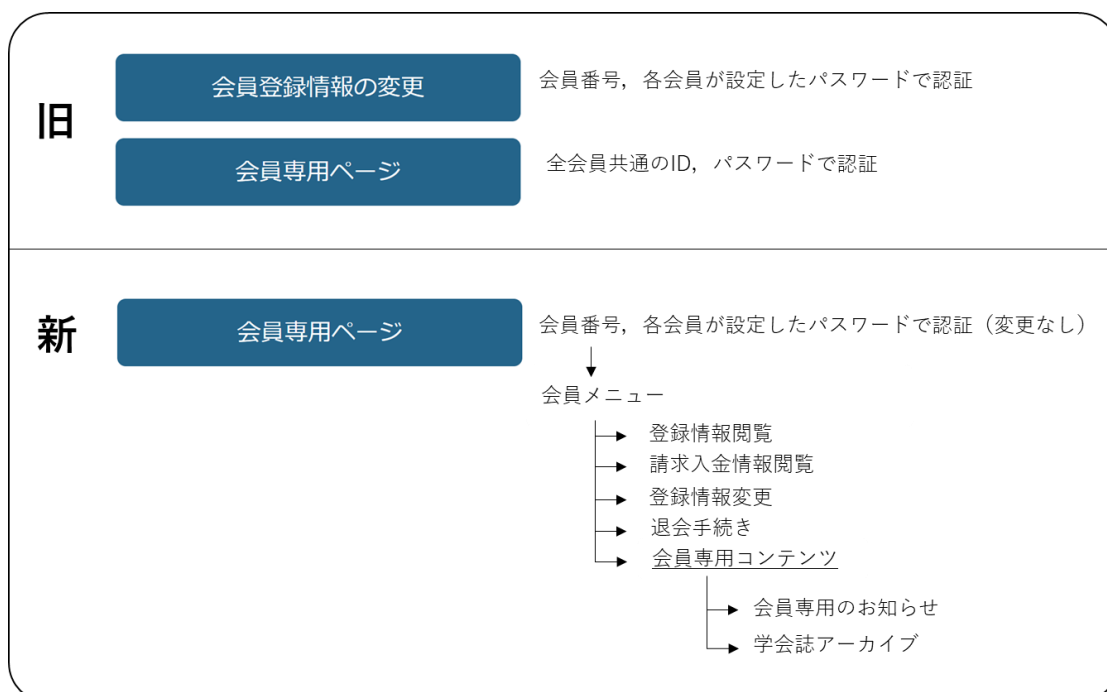 旧
会員登録情報の変更
会員番号，各会員が設定したパスワードで認証
会員専用ページ
全会員共通のID，パスワードで認証
新
会員専用ページ
会員番号，各会員が設定したパスワードで認証（変更なし）
会員メニュー
登録情報閲覧
請求入金情報閲覧
登録情報変更
退会手続き
会員専用コンテンツ
会員専用のお知らせ
学会誌アーカイブ